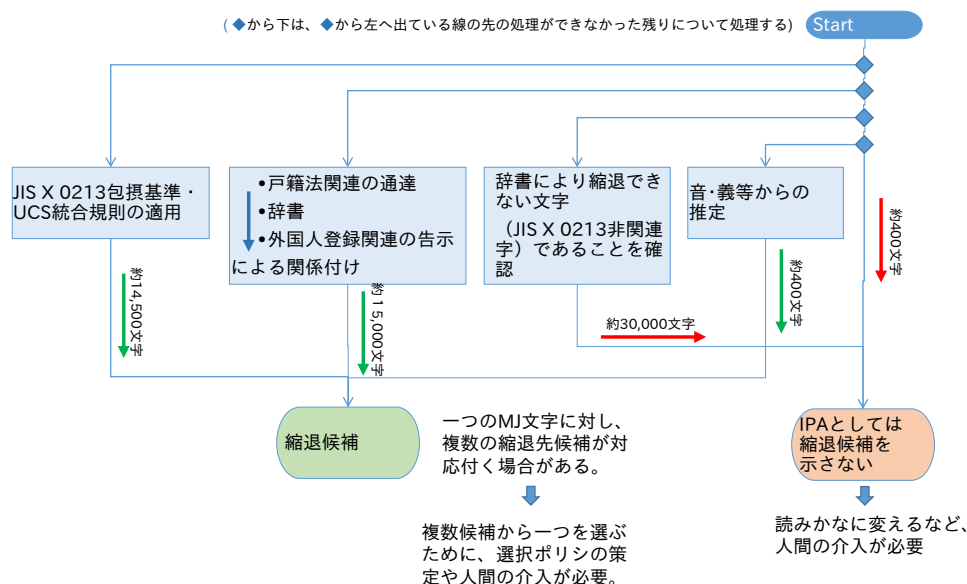 ( ◆から下は、◆から左へ出ている線の先の処理ができなかった残りについて処理する)
Start
JIS X 0213包摂基準・
UCS統合規則の適用
•戸籍法関連の通達
•辞書
•外国人登録関連の告示
による関係付け
辞書により縮退でき
ない文字
（JIS X 0213非関連
字）であることを確
認
音･義等からの
推定
約400文字
約14,500文字
約15,000文字
約30,000文字
約400文字
縮退候補
一つのMJ文字に対し、
複数の縮退先候補が対
応付く場合がある。
IPAとしては
縮退候補を
示さない
複数候補から一つを選ぶ
ために、選択ポリシの策
定や人間の介入が必要。
読みかなに変えるなど、
人間の介入が必要